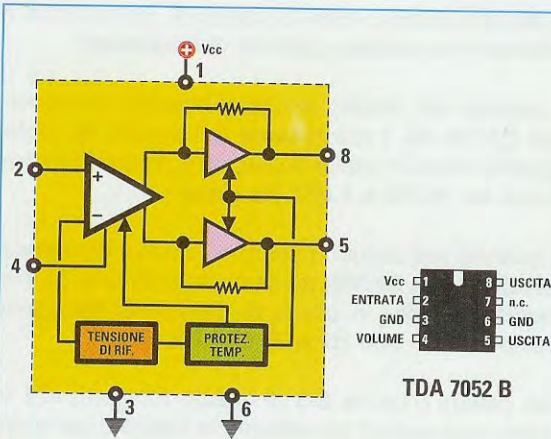 Vcc
1
2
8
4
5
TENSIONE
DI RIF.
PROTEZ.
TEMP.
3
6
Vcc 1 8 USCITA
ENTRATA 2 7 n.c.
GND 3 6 GND
VOLUME 4 5 USCITA
TDA 7052 B